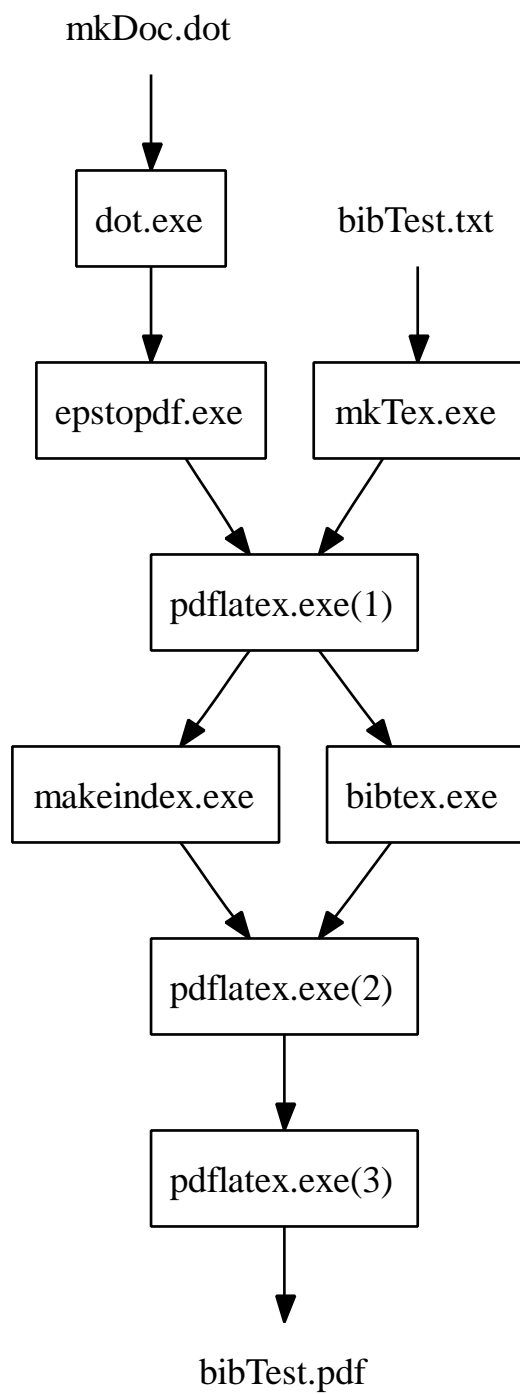 mkDoc.dot
dot.exe
bibTest.txt
epstopdf.exe
mkTex.exe
pdflatex.exe(1)
makeindex.exe
bibtex.exe
pdflatex.exe(2)
pdflatex.exe(3)
bibTest.pdf